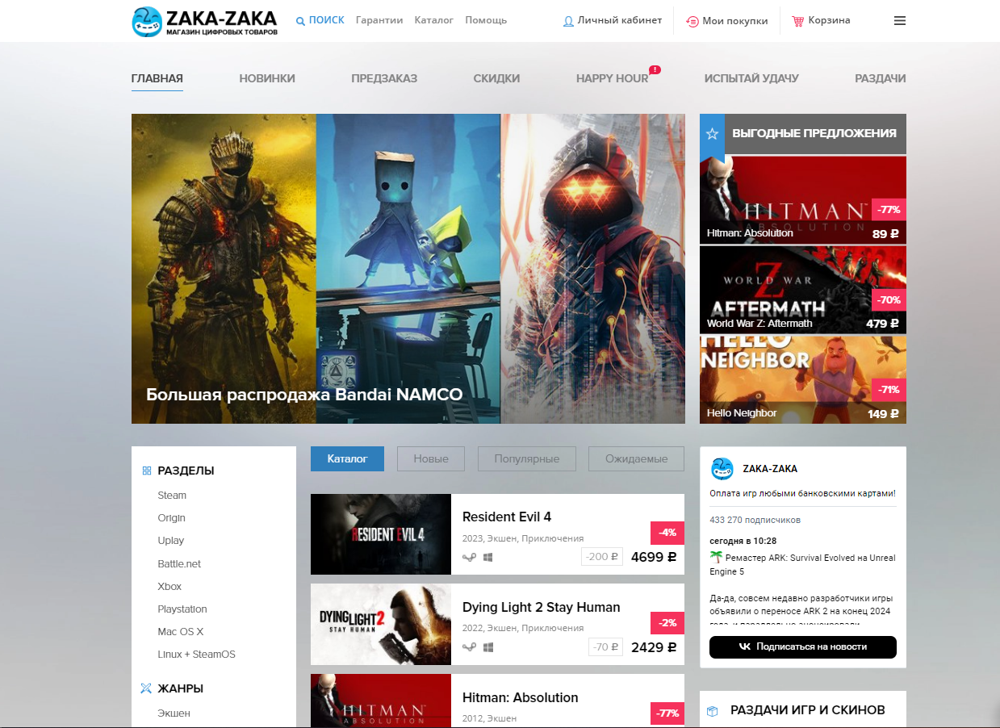 ZAKA-ZAKA
МАГАЗИН ЦИФРОВЫХ ТОВАРОВ
ПОИСК Гарантии Каталог Помощь
Личный кабинет Мои покупки Корзина
ГЛАВНАЯ НОВИНКИ ПРЕДЗАКАЗ СКИДКИ HAPPY HOUR ! ИСПЫТАЙ УДАЧУ РАЗДАЧИ
Большая распродажа Bandai NAMCO
ВЫГОДНЫЕ ПРЕДЛОЖЕНИЯ
HITMAN
ABSOLUTION
-77%
Hitman: Absolution 89 ₽
WORLD WAR
Z
AFTERMATH
-70%
World War Z: Aftermath 479 ₽
HELLO
NEIGHBOR
-71%
Hello Neighbor 149 ₽
РАЗДЕЛЫ
Steam
Origin
Uplay
Battle.net
Xbox
Playstation
Mac OS X
Linux + SteamOS
ЖАНРЫ
Экшен
Каталог Новые Популярные Ожидаемые
RESIDENT EVIL 4
Resident Evil 4
-4%
2023, Экшен, Приключения
-200 ₽ 4699 ₽
DYING LIGHT 2
STAY HUMAN
Dying Light 2 Stay Human
-2%
2022, Экшен, Приключения
-70 ₽ 2429 ₽
HITMAN
ABSOLUTION
Hitman: Absolution
-77%
2012, Экшен
ZAKA-ZAKA
Оплата игр любыми банковскими картами!
433 270 подписчиков
сегодня в 10:28
🌴 Ремастер ARK: Survival Evolved на Unreal
Engine 5
Да-да, совсем недавно разработчики игры
объявили о переносе ARK 2 на конец 2024
года, и параллельно анонсировали
Подписаться на новости
РАЗДАЧИ ИГР И СКИНОВ